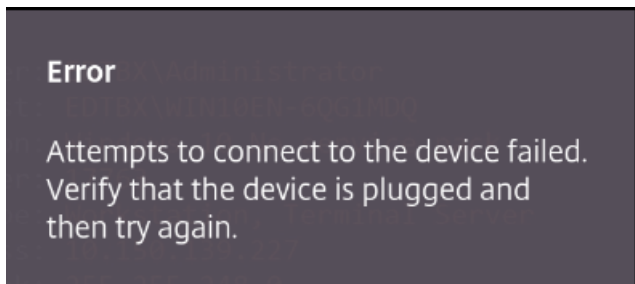 Error
Attempts to connect to the device failed.
Verify that the device is plugged and
then try again.